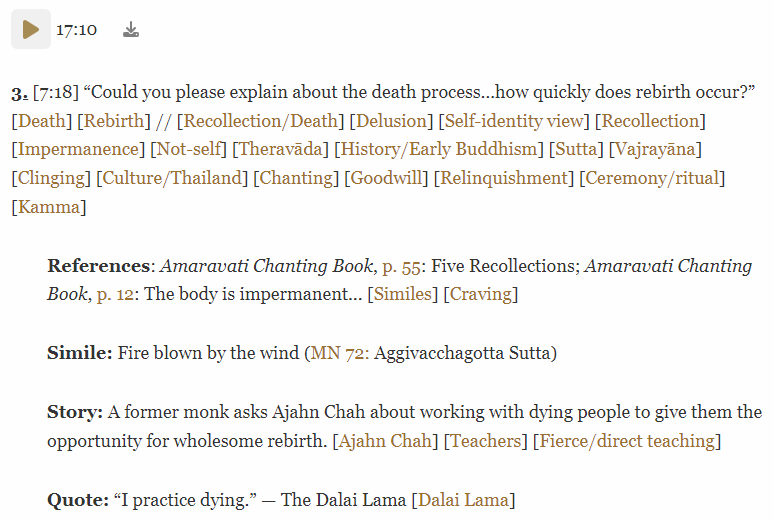 17:10
3. [7:18] “Could you please explain about the death process…how quickly does rebirth occur?”
[Death] [Rebirth] // [Recollection/Death] [Delusion] [Self-identity view] [Recollection]
[Impermanence] [Not-self] [Theravāda] [History/Early Buddhism] [Sutta] [Vajrayāna]
[Clinging] [Culture/Thailand] [Chanting] [Goodwill] [Relinquishment] [Ceremony/ritual]
[Kamma]
References: Amaravati Chanting Book, p. 55: Five Recollections; Amaravati Chanting
Book, p. 12: The body is impermanent… [Similes] [Craving]
Simile: Fire blown by the wind (MN 72: Aggivacchagotta Sutta)
Story: A former monk asks Ajahn Chah about working with dying people to give them the
opportunity for wholesome rebirth. [Ajahn Chah] [Teachers] [Fierce/direct teaching]
Quote: “I practice dying.” — The Dalai Lama [Dalai Lama]